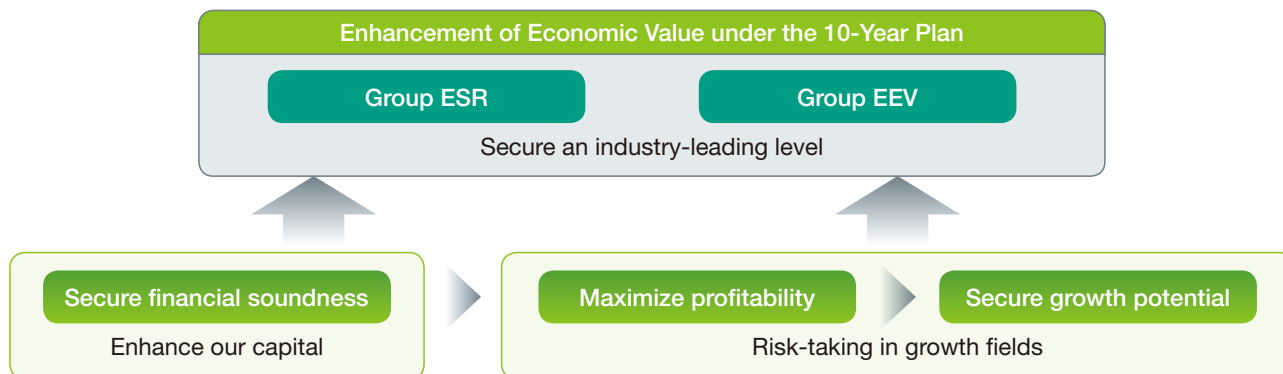 Enhancement of Economic Value under the 10-Year Plan
Group ESR
Group EEV
Secure an industry-leading level
Secure financial soundness
Enhance our capital
Maximize profitability
Secure growth potential
Risk-taking in growth fields